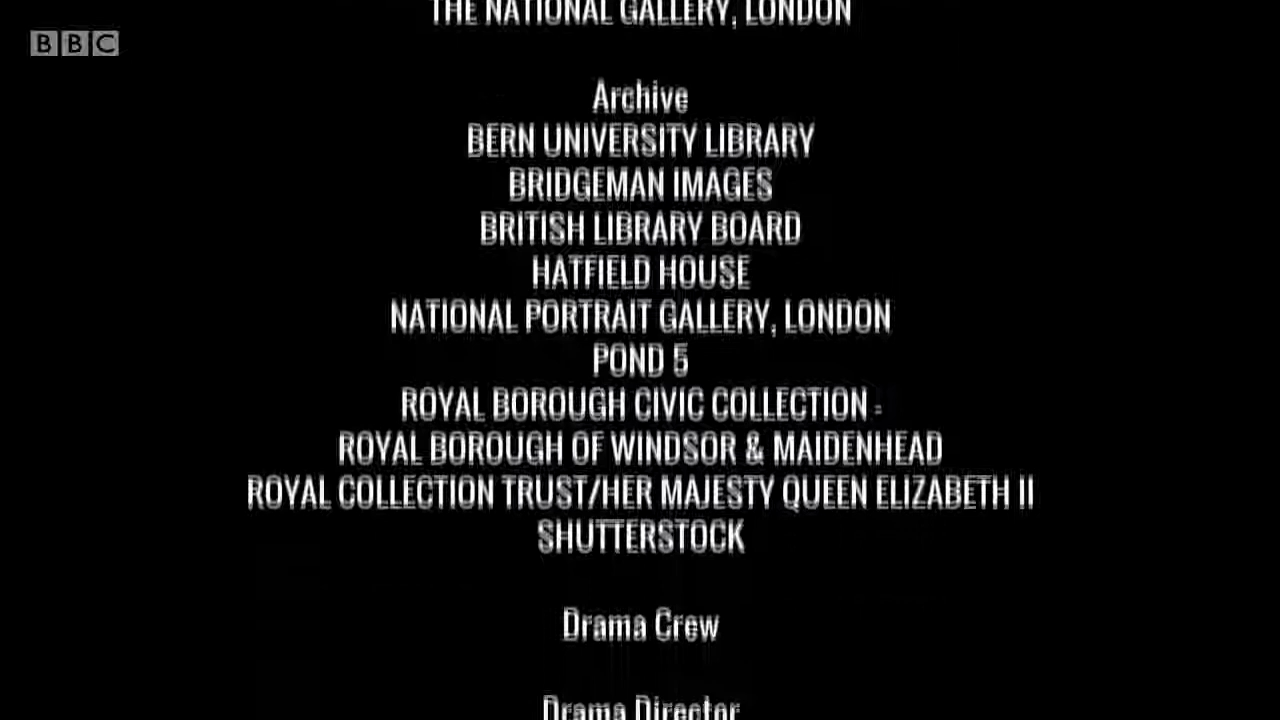 THE NATIONAL GALLERY, LONDON
BBC
Archive
BERN UNIVERSITY LIBRARY
BRIDGEMAN IMAGES
BRITISH LIBRARY BOARD
HATFIELD HOUSE
NATIONAL PORTRAIT GALLERY, LONDON
POND 5
ROYAL BOROUGH CIVIC COLLECTION -
ROYAL BOROUGH OF WINDSOR & MAIDENHEAD
ROYAL COLLECTION TRUST/HER MAJESTY QUEEN ELIZABETH II
SHUTTERSTOCK
Drama Crew
Drama Director